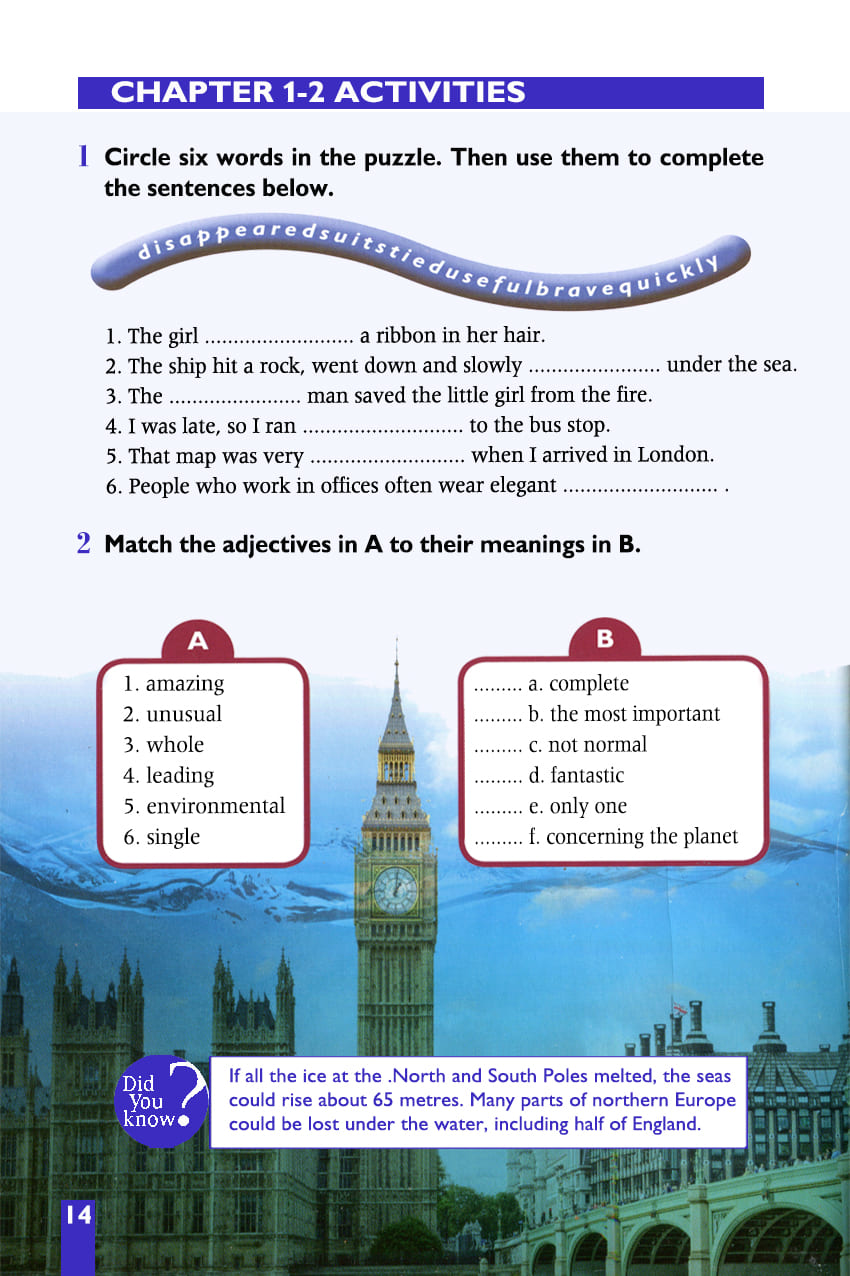 CHAPTER 1-2 ACTIVITIES
1 Circle six words in the puzzle. Then use them to complete
the sentences below.
disappearedsuitstiedusefulbravequickly
1. The girl .......................... a ribbon in her hair.
2. The ship hit a rock, went down and slowly ....................... under the sea.
3. The ....................... man saved the little girl from the fire.
4. I was late, so I ran ............................ to the bus stop.
5. That map was very ........................... when I arrived in London.
6. People who work in offices often wear elegant ........................... .
2 Match the adjectives in A to their meanings in B.
A
1. amazing
2. unusual
3. whole
4. leading
5. environmental
6. single
B
......... a. complete
......... b. the most important
......... c. not normal
......... d. fantastic
......... e. only one
......... f. concerning the planet
Did
You
know?
If all the ice at the .North and South Poles melted, the seas
could rise about 65 metres. Many parts of northern Europe
could be lost under the water, including half of England.
14